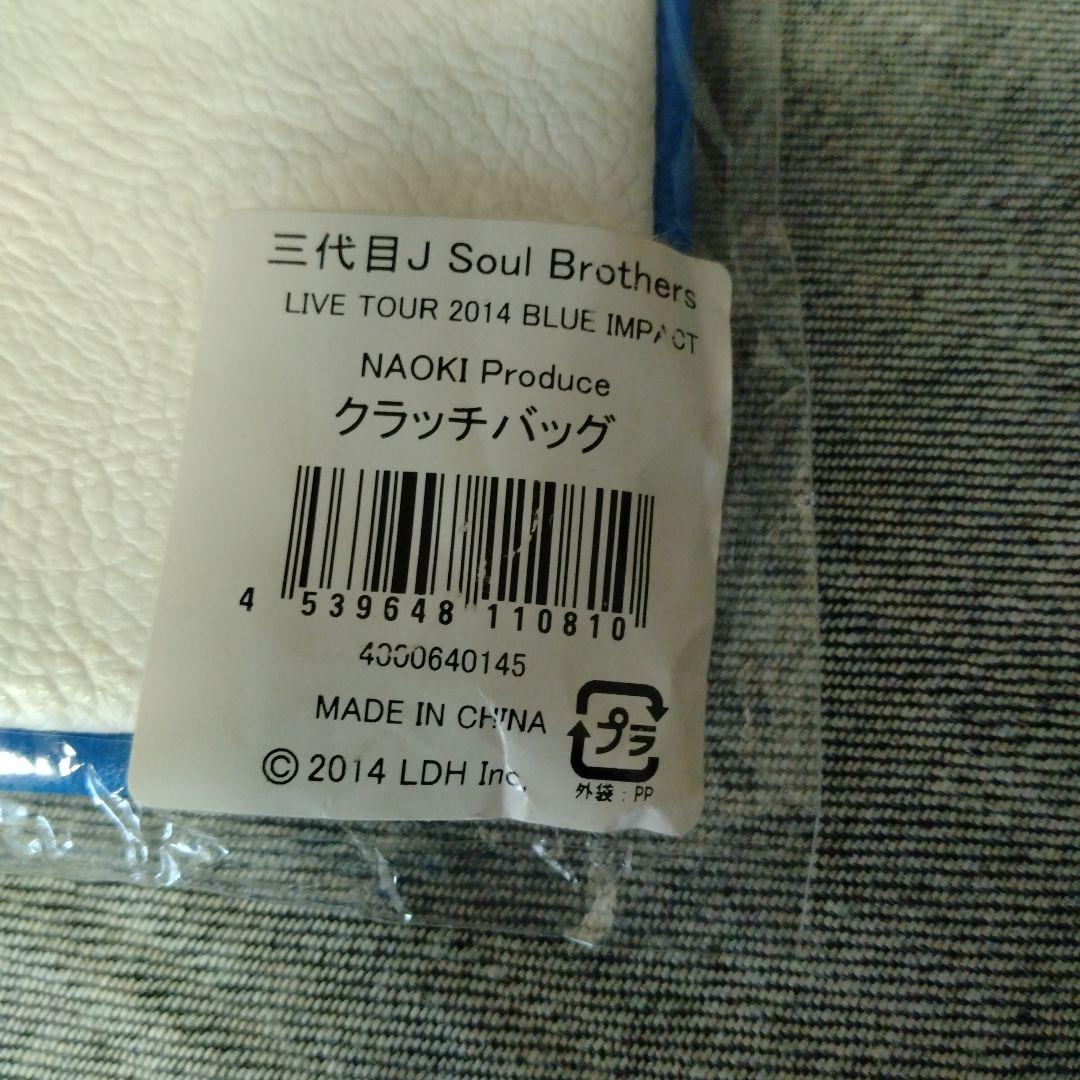 三代目J Soul Brothers
LIVE TOUR 2014 BLUE IMPACT
NAOKI Produce
クラッチバッグ
4 539648 110810
4000640145
MADE IN CHINA
プラ
© 2014 LDH Inc.
外袋：PP